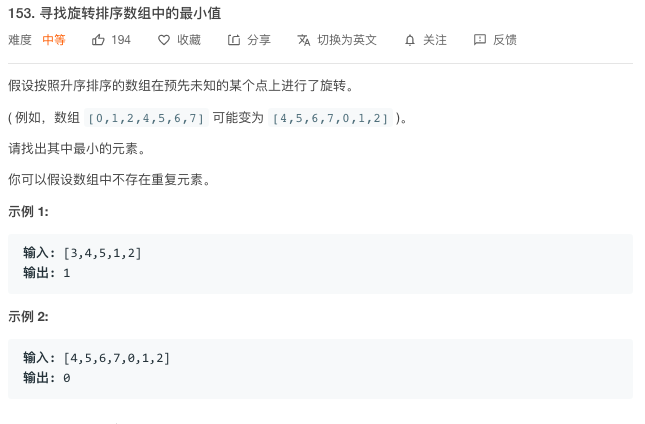 153. 寻找旋转排序数组中的最小值
难度 中等 194 收藏 分享 切换为英文 关注 反馈
假设按照升序排序的数组在预先未知的某个点上进行了旋转。
( 例如，数组 [0,1,2,4,5,6,7] 可能变为 [4,5,6,7,0,1,2] )。
请找出其中最小的元素。
你可以假设数组中不存在重复元素。
示例 1:
输入: [3,4,5,1,2]
输出: 1
示例 2:
输入: [4,5,6,7,0,1,2]
输出: 0